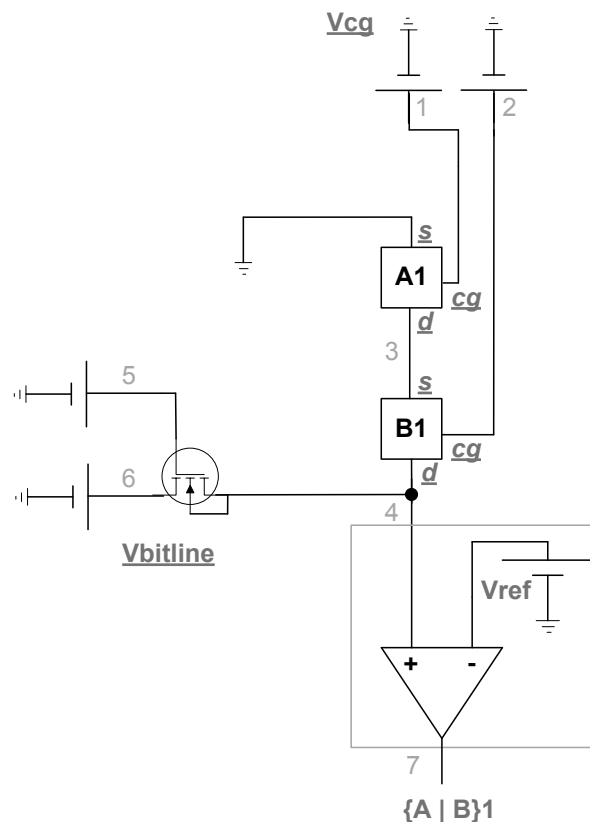 Vcg
1
2
s
A1
cg
d
3
s
B1
cg
d
5
6
4
Vbitline
Vref
+ -
7
{A | B}1